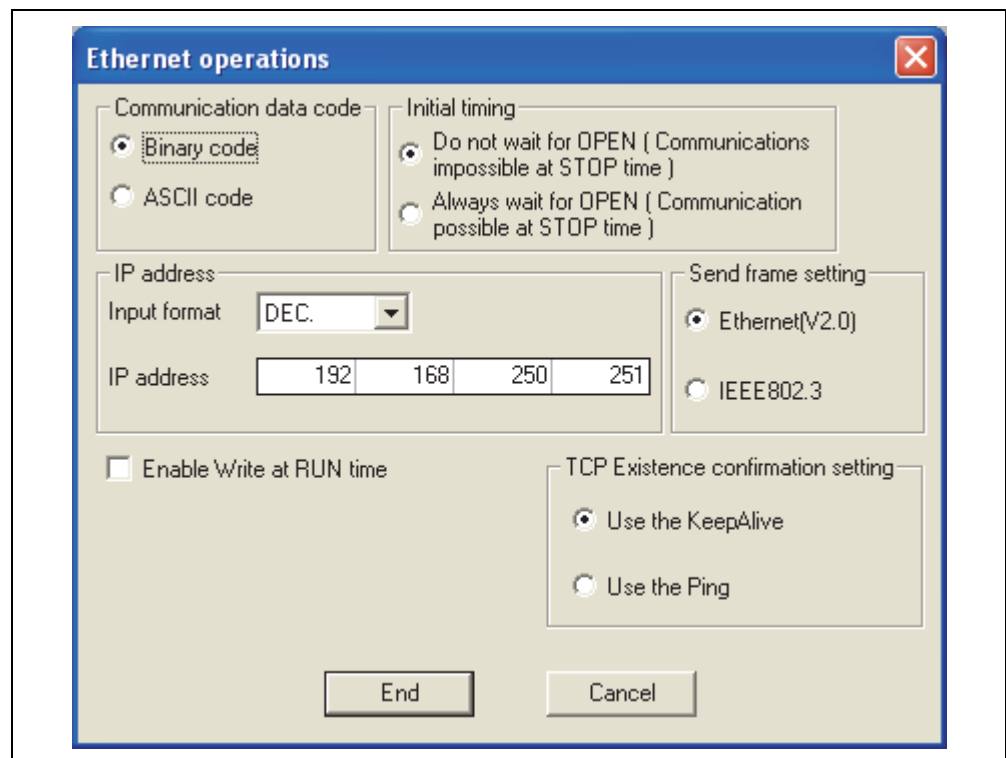 Ethernet operations
Communication data code
Binary code
ASCII code
Initial timing
Do not wait for OPEN ( Communications
impossible at STOP time )
Always wait for OPEN ( Communication
possible at STOP time )
IP address
Input format DEC.
IP address 192 168 250 251
Send frame setting
Ethernet(V2.0)
IEEE802.3
Enable Write at RUN time
TCP Existence confirmation setting
Use the KeepAlive
Use the Ping
End Cancel